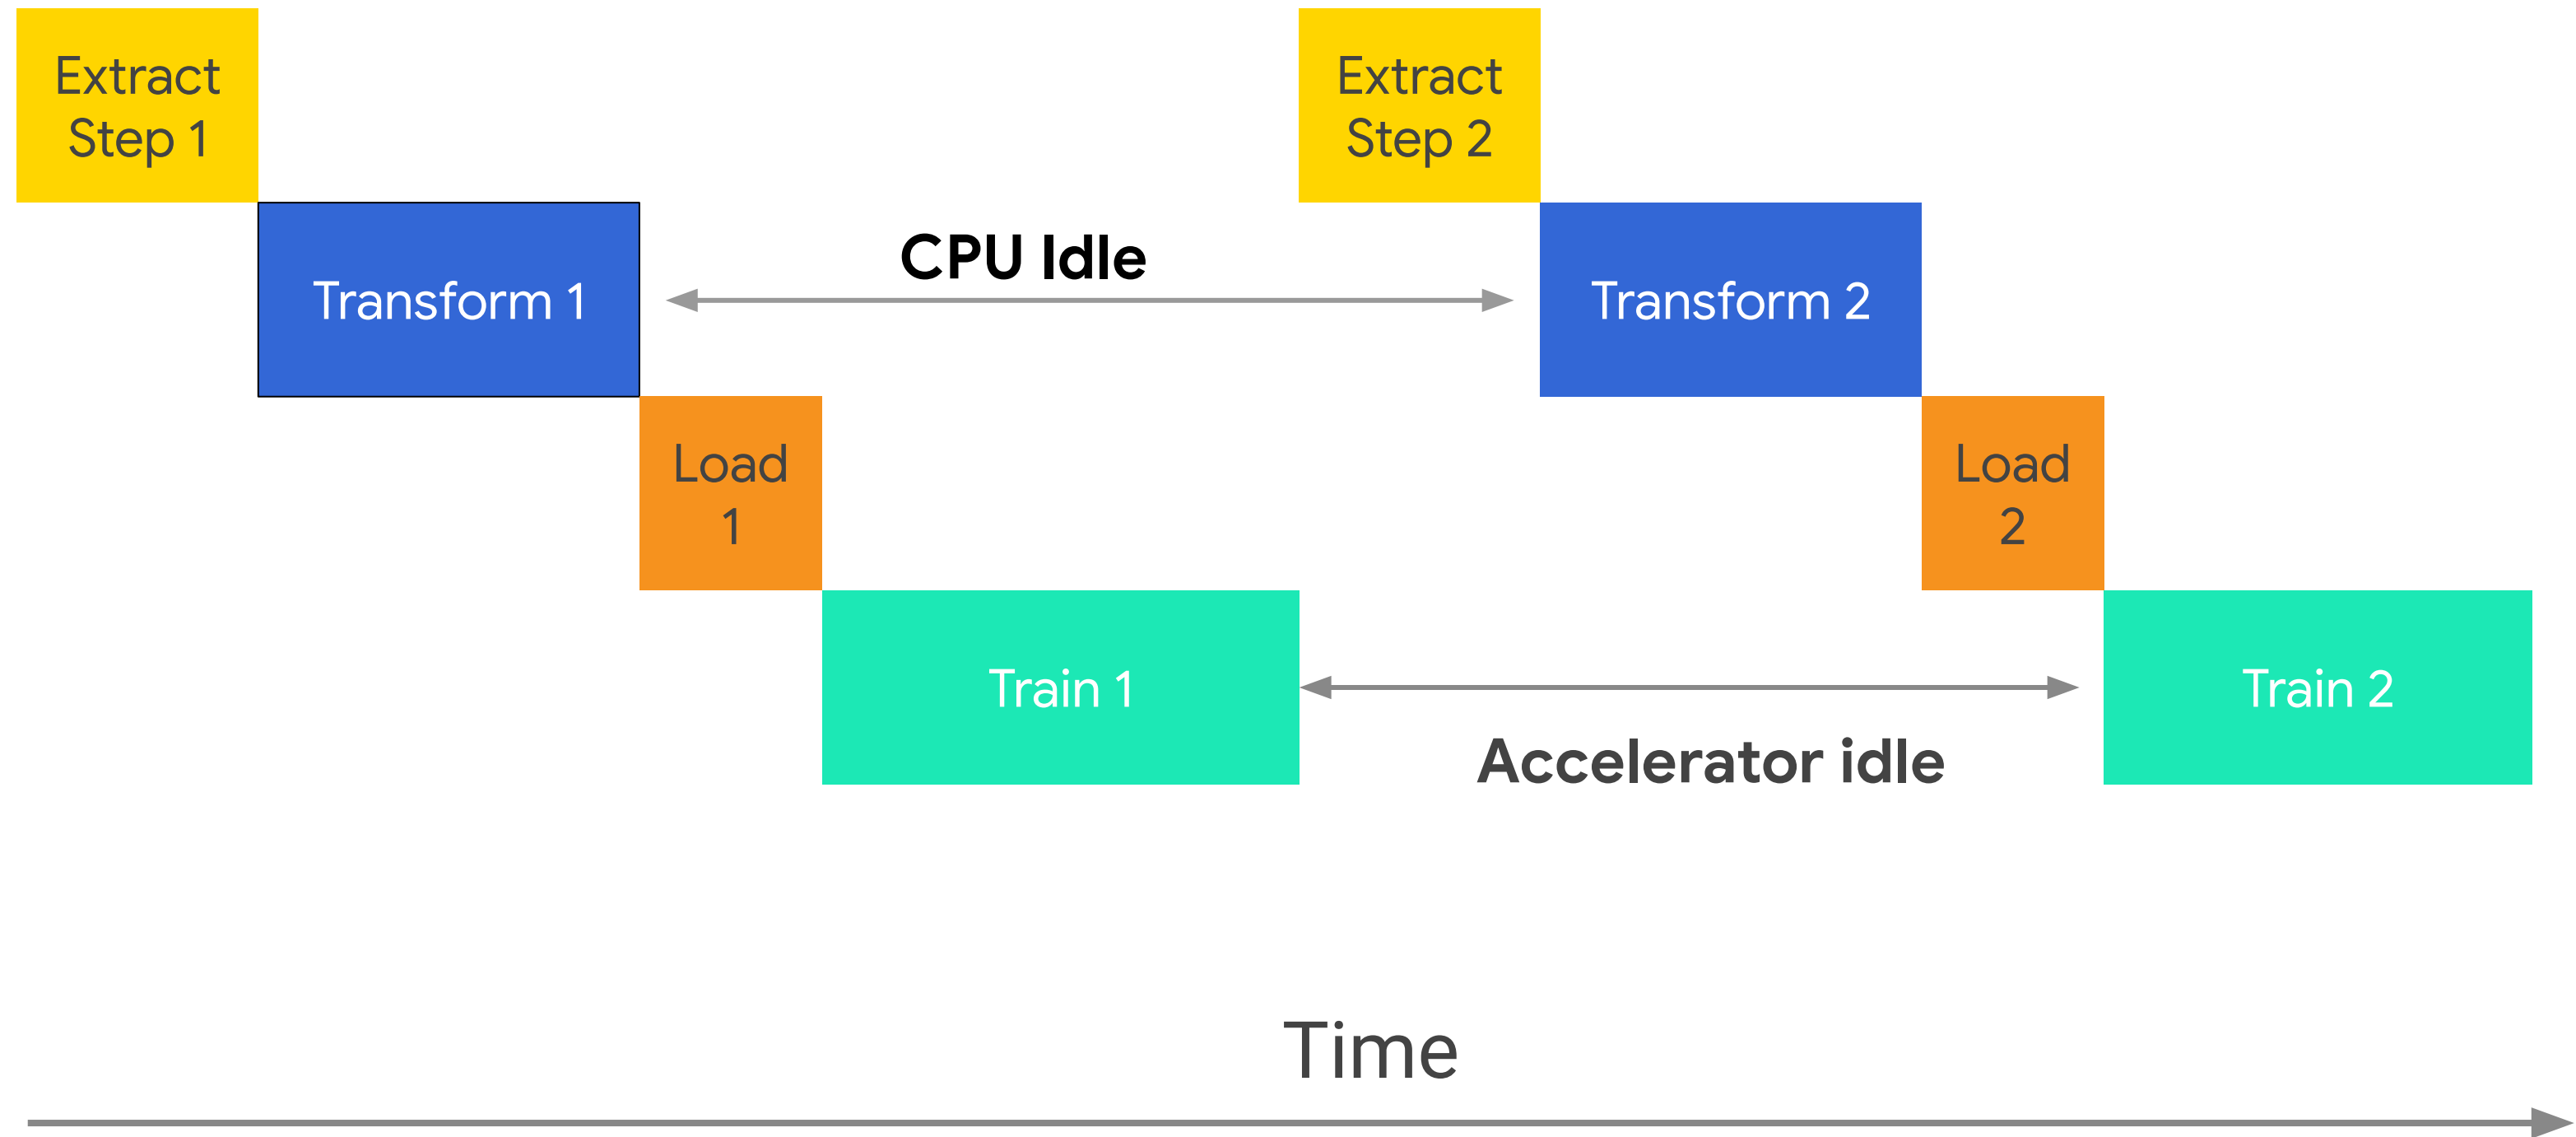 Extract
Step 1
Extract
Step 2
Transform 1
CPU Idle
Transform 2
Load
1
Load
2
Train 1
Accelerator idle
Train 2
Time